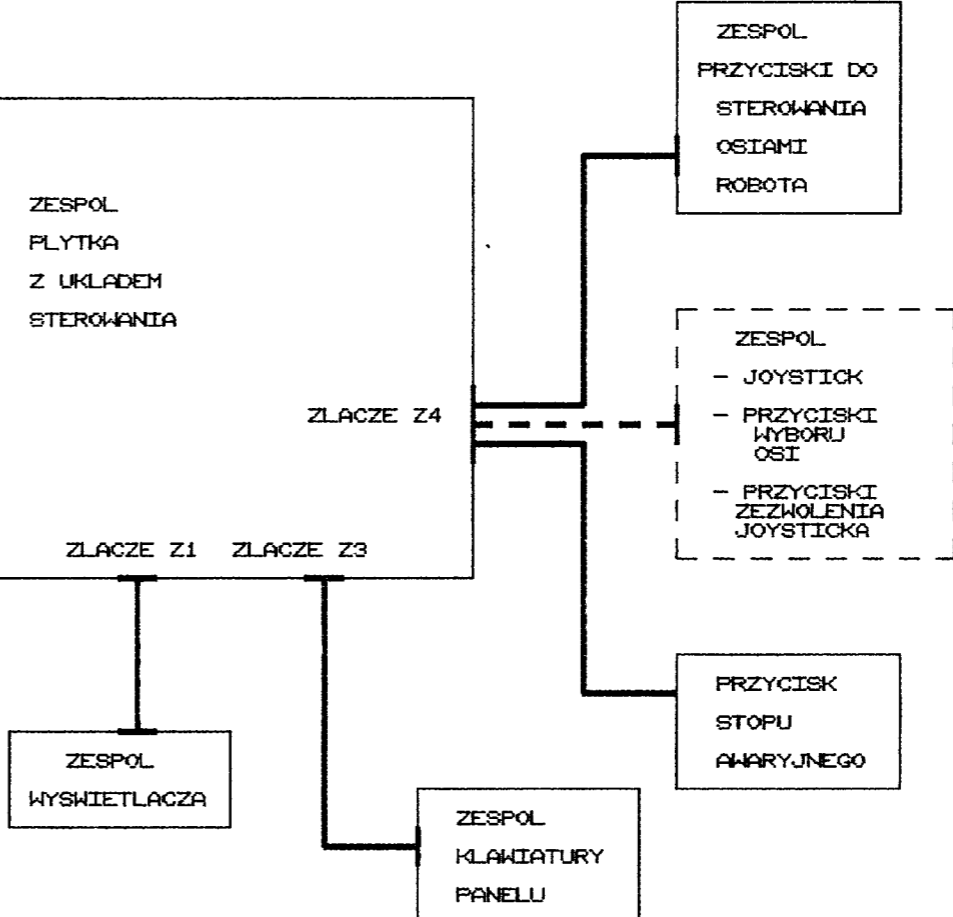 ZESPOL
PRZYCISKI DO
STEROWANIA
OSIAMI
ROBOTA
ZESPOL
PLYTKA
Z UKLADEM
STEROWANIA
ZLACZE Z4
ZESPOL
- JOYSTICK
- PRZYCISKI
WYBORU
OSI
- PRZYCISKI
ZEZWOLENIA
JOYSTICKA
ZLACZE Z1 ZLACZE Z3
PRZYCISK
STOPU
AWARYJNEGO
ZESPOL
WYSWIETLACZA
ZESPOL
KLAWIATURY
PANELU